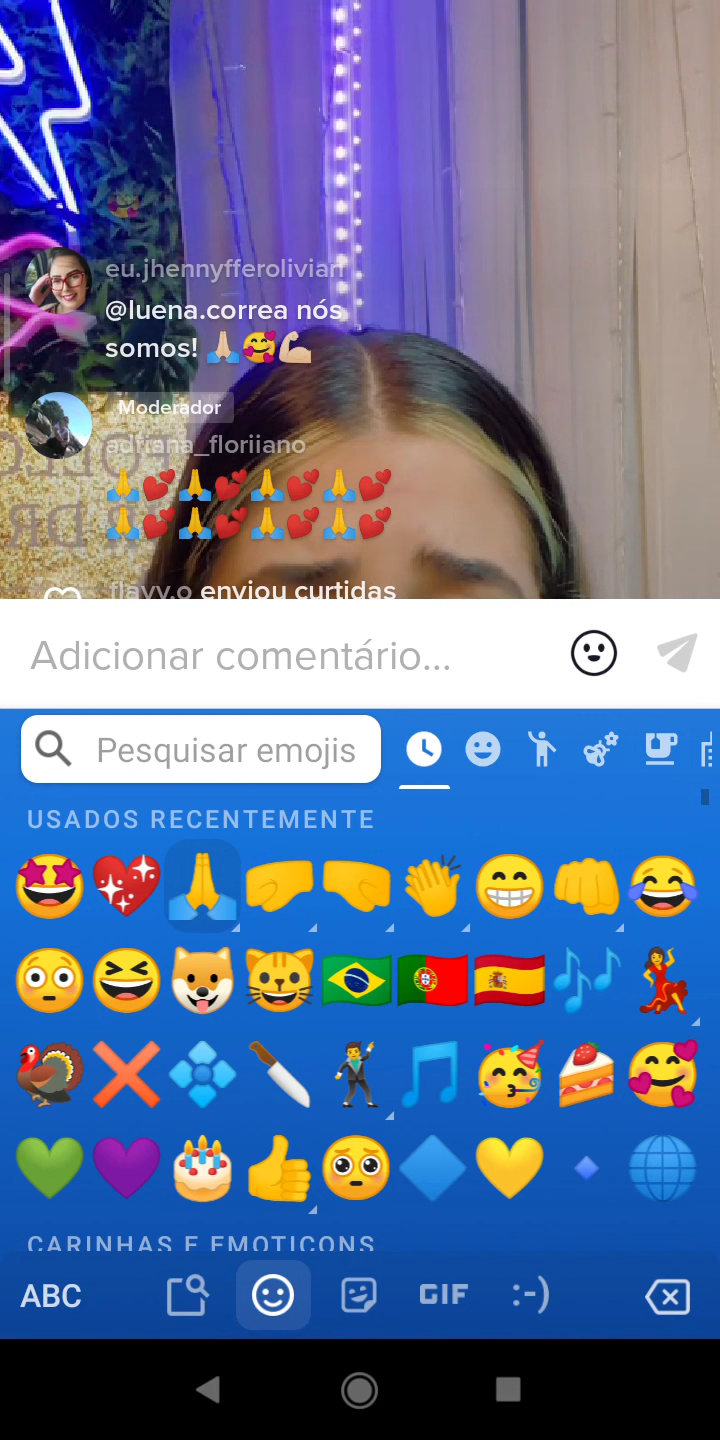 eu.jhennyfferolivian
@luena.correa nós
somos! 🙏🏼🥰💪🏼
Moderador
adriana_floriiano
🙏💕🙏💕🙏💕🙏💕
🙏💕🙏💕🙏💕🙏💕
flavv.o enviou curtidas
Adicionar comentário...
Pesquisar emojis
USADOS RECENTEMENTE
CARINHAS E EMOTICONS
ABC
GIF
:-)